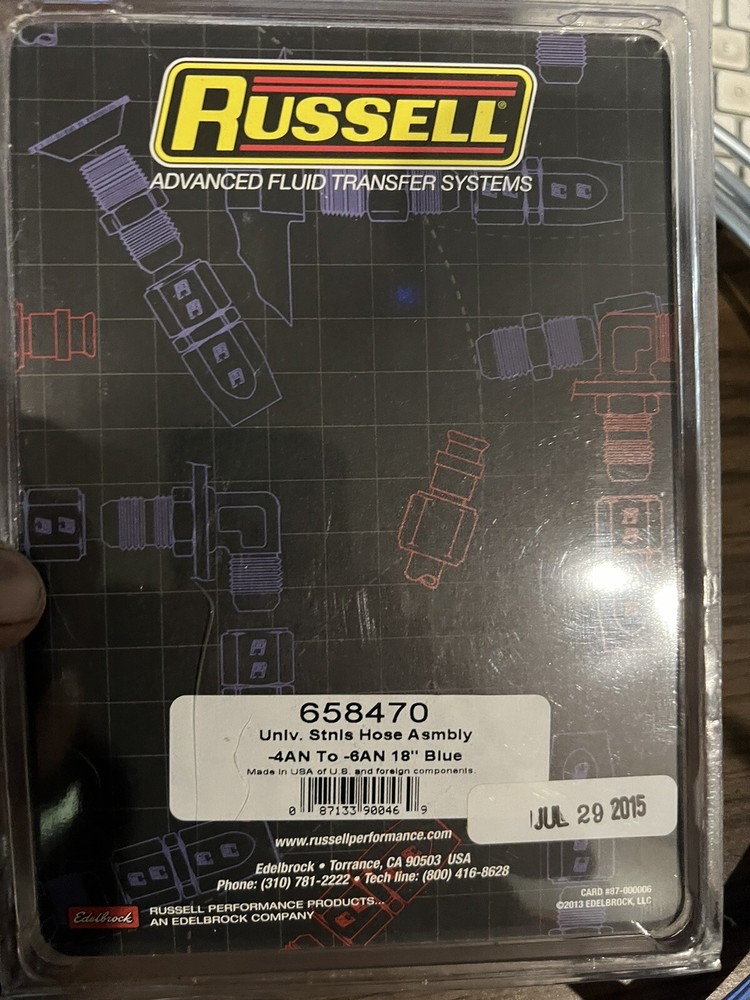 RUSSELL®
ADVANCED FLUID TRANSFER SYSTEMS
658470
Univ. Stnls Hose Asmbly
-4AN To -6AN 18" Blue
Made in USA of U.S. and foreign components.
0 87133 90046 9
JUL 29 2015
www.russellperformance.com
Edelbrock • Torrance, CA 90503 USA
Phone: (310) 781-2222 • Tech line: (800) 416-8628
Edelbrock
RUSSELL PERFORMANCE PRODUCTS...
AN EDELBROCK COMPANY
CARD #87-000006
©2013 EDELBROCK, LLC